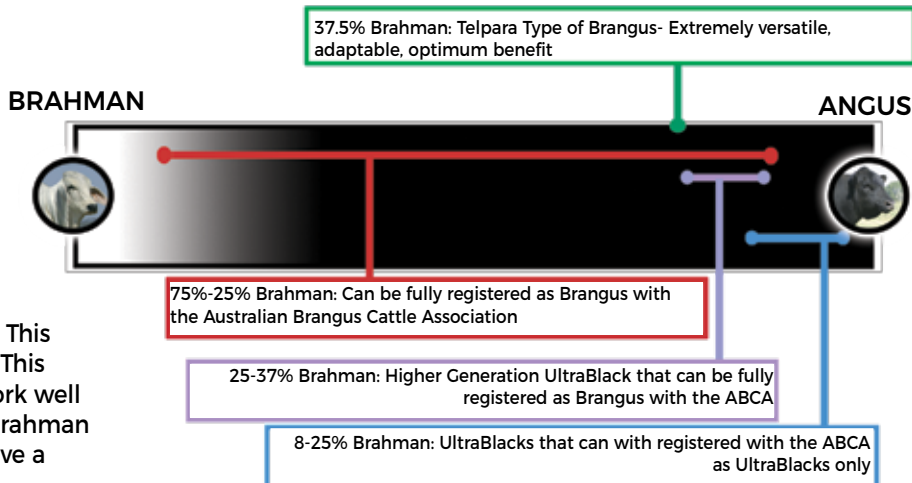 37.5% Brahman: Telpara Type of Brangus- Extremely versatile,
adaptable, optimum benefit
BRAHMAN
ANGUS
75%-25% Brahman: Can be fully registered as Brangus with
the Australian Brangus Cattle Association
This
This
rk well
rahman
ve a
25-37% Brahman: Higher Generation UltraBlack that can be fully
registered as Brangus with the ABCA
8-25% Brahman: UltraBlacks that can with registered with the ABCA
as UltraBlacks only